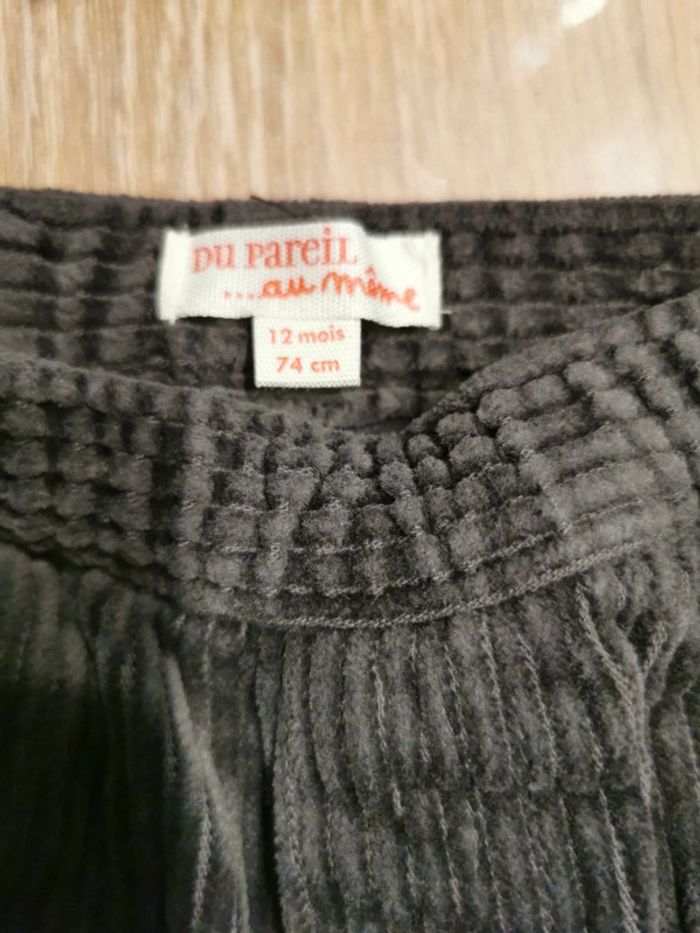 DU PAREIL
....au même
12 mois
74 cm